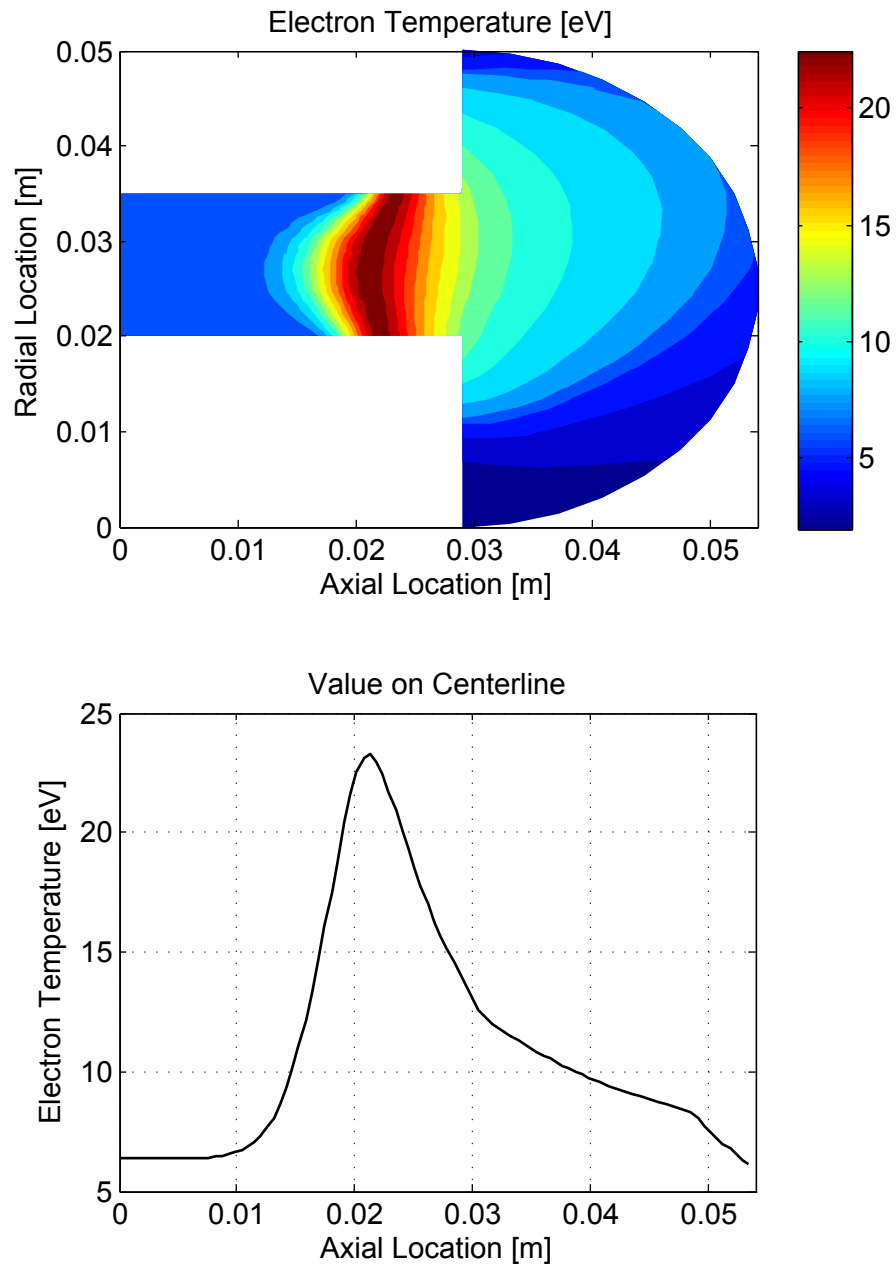 Electron Temperature [eV]
0.05
0.04
0.03
0.02
0.01
0
Radial Location [m]
0 0.01 0.02 0.03 0.04 0.05
Axial Location [m]
20
15
10
5
Value on Centerline
25
20
15
10
5
Electron Temperature [eV]
0 0.01 0.02 0.03 0.04 0.05
Axial Location [m]